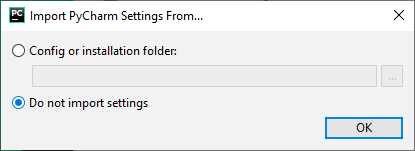 PC Import PyCharm Settings From...
Config or installation folder:
...
Do not import settings
OK